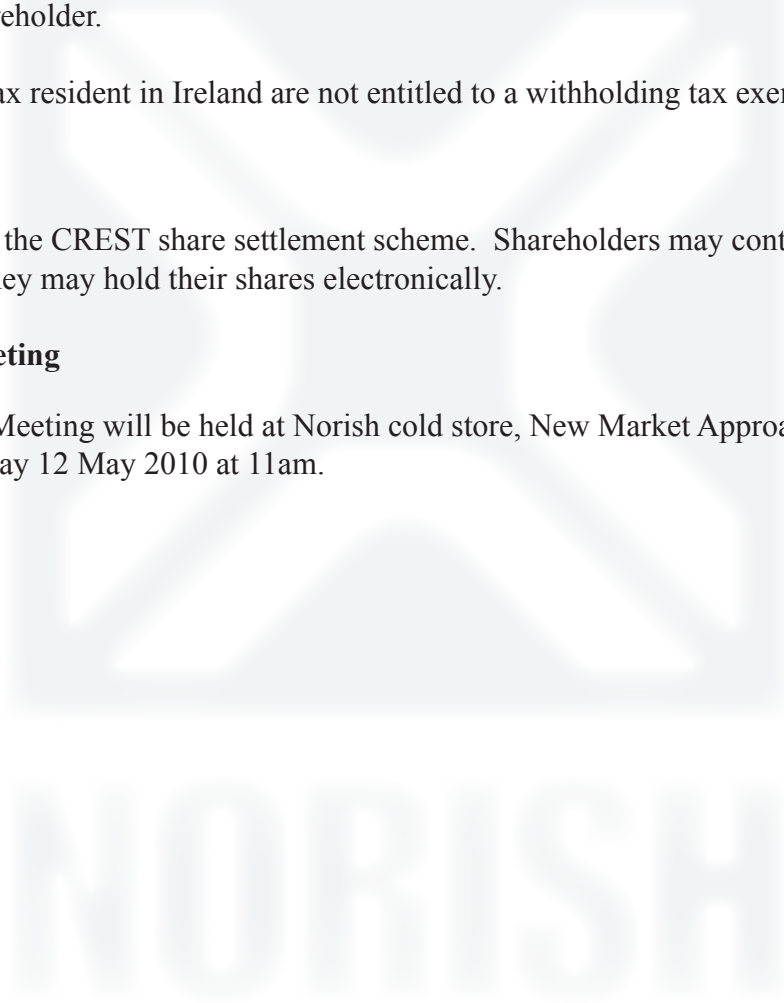 eholder.
ax resident in Ireland are not entitled to a withholding tax exe
the CREST share settlement scheme.  Shareholders may cont
ey may hold their shares electronically.
eting
Meeting will be held at Norish cold store, New Market Approa
ay 12 May 2010 at 11am.
NORISH